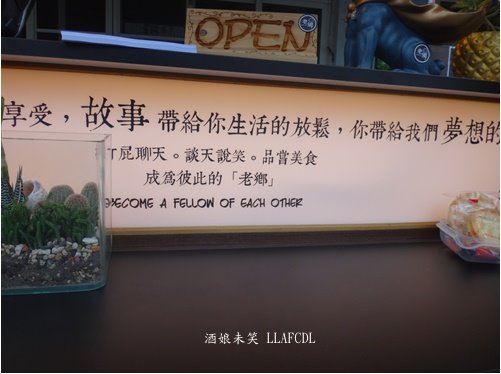 OPEN
享受，故事 帶給你生活的放鬆，你帶給我們 夢想的
屁聊天。談天說笑。品嘗美食
成為彼此的「老鄉」
BECOME A FELLOW OF EACH OTHER
酒娘未笑 LLAFCDL